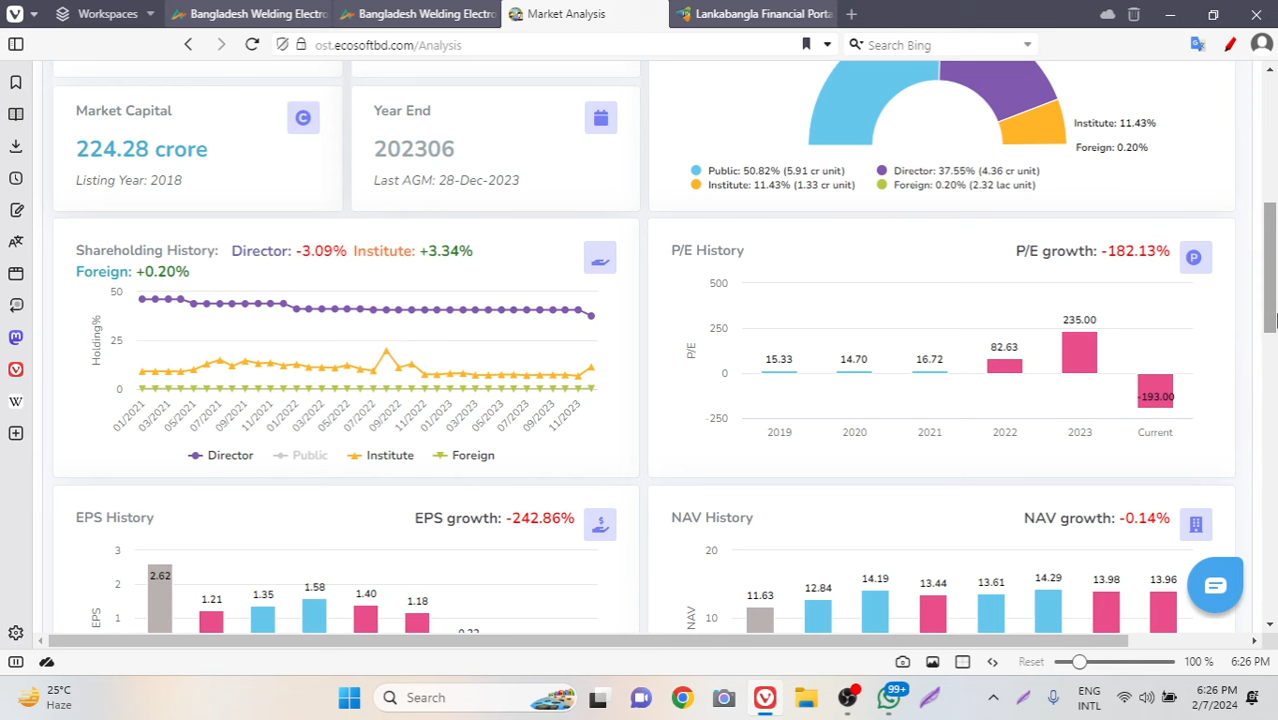 Workspaces
Bangladesh Welding Electro
Bangladesh Welding Electro
Market Analysis
Lankabangla Financial Porta
ost.ecosoftbd.com/Analysis
Search Bing
Market Capital
224.28 crore
Listing Year: 2018
Year End
202306
Last AGM: 28-Dec-2023
Institute: 11.43%
Foreign: 0.20%
Public: 50.82% (5.91 cr unit)
Director: 37.55% (4.36 cr unit)
Institute: 11.43% (1.33 cr unit)
Foreign: 0.20% (2.32 lac unit)
Shareholding History: Director: -3.09% Institute: +3.34%
Foreign: +0.20%
50
25
0
Holding%
01/2021
03/2021
05/2021
07/2021
09/2021
11/2021
01/2022
03/2022
05/2022
07/2022
09/2022
11/2022
01/2023
03/2023
05/2023
07/2023
09/2023
11/2023
Director
Public
Institute
Foreign
P/E History
P/E growth: -182.13%
500
250
0
-250
P/E
15.33
14.70
16.72
82.63
235.00
-193.00
2019
2020
2021
2022
2023
Current
EPS History
EPS growth: -242.86%
3
2
1
EPS
2.62
1.21
1.35
1.58
1.40
1.18
NAV History
NAV growth: -0.14%
20
10
NAV
11.63
12.84
14.19
13.44
13.61
14.29
13.98
13.96
Reset
100 %
6:26 PM
25°C
Haze
Search
99+
ENG
INTL
6:26 PM
2/7/2024